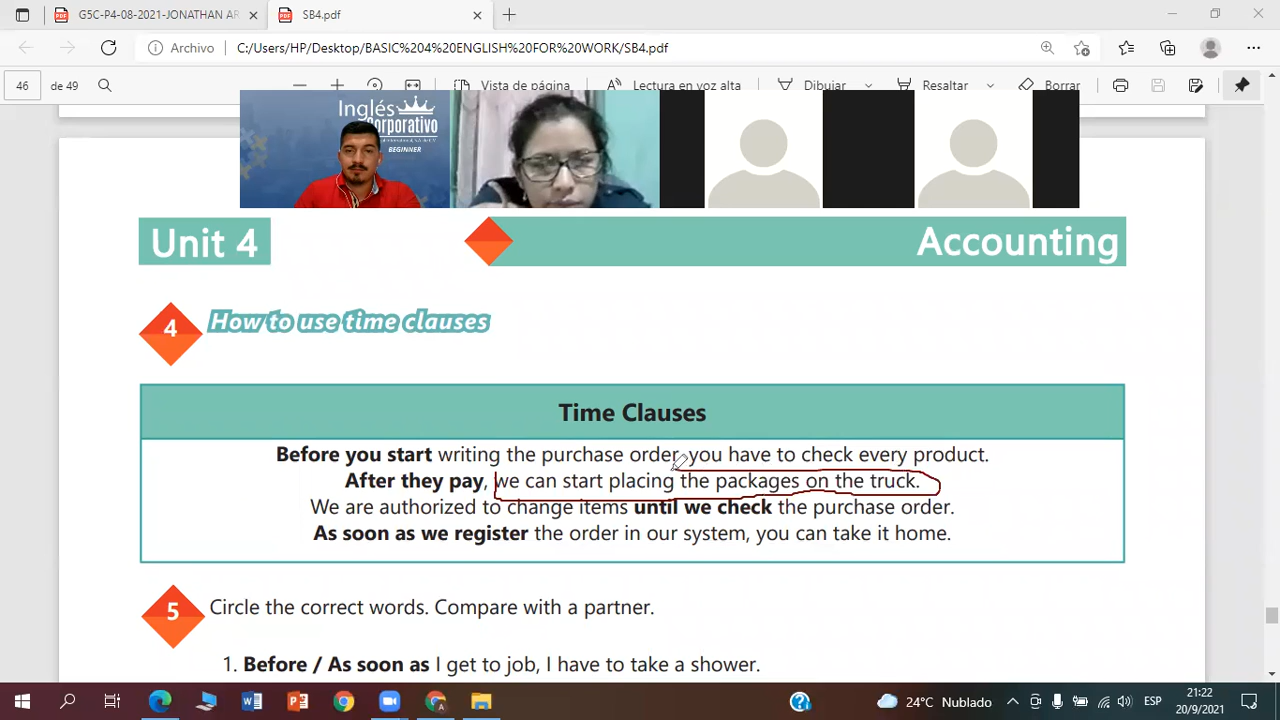 G5C-P4-08-2021-JONATHAN AR
SB4.pdf
Archivo
C:/Users/HP/Desktop/BASIC%204%20ENGLISH%20FOR%20WORK/SB4.pdf
46 de 49
Vista de página
Lectura en voz alta
Dibujar
Resaltar
Borrar
Inglés
Corporativo
BEGINNER
Unit 4
Accounting
4 How to use time clauses
Time Clauses
Before you start writing the purchase order, you have to check every product.
After they pay, we can start placing the packages on the truck.
We are authorized to change items until we check the purchase order.
As soon as we register the order in our system, you can take it home.
5 Circle the correct words. Compare with a partner.
1. Before / As soon as I get to job, I have to take a shower.
24°C Nublado
ESP
21:22
20/9/2021